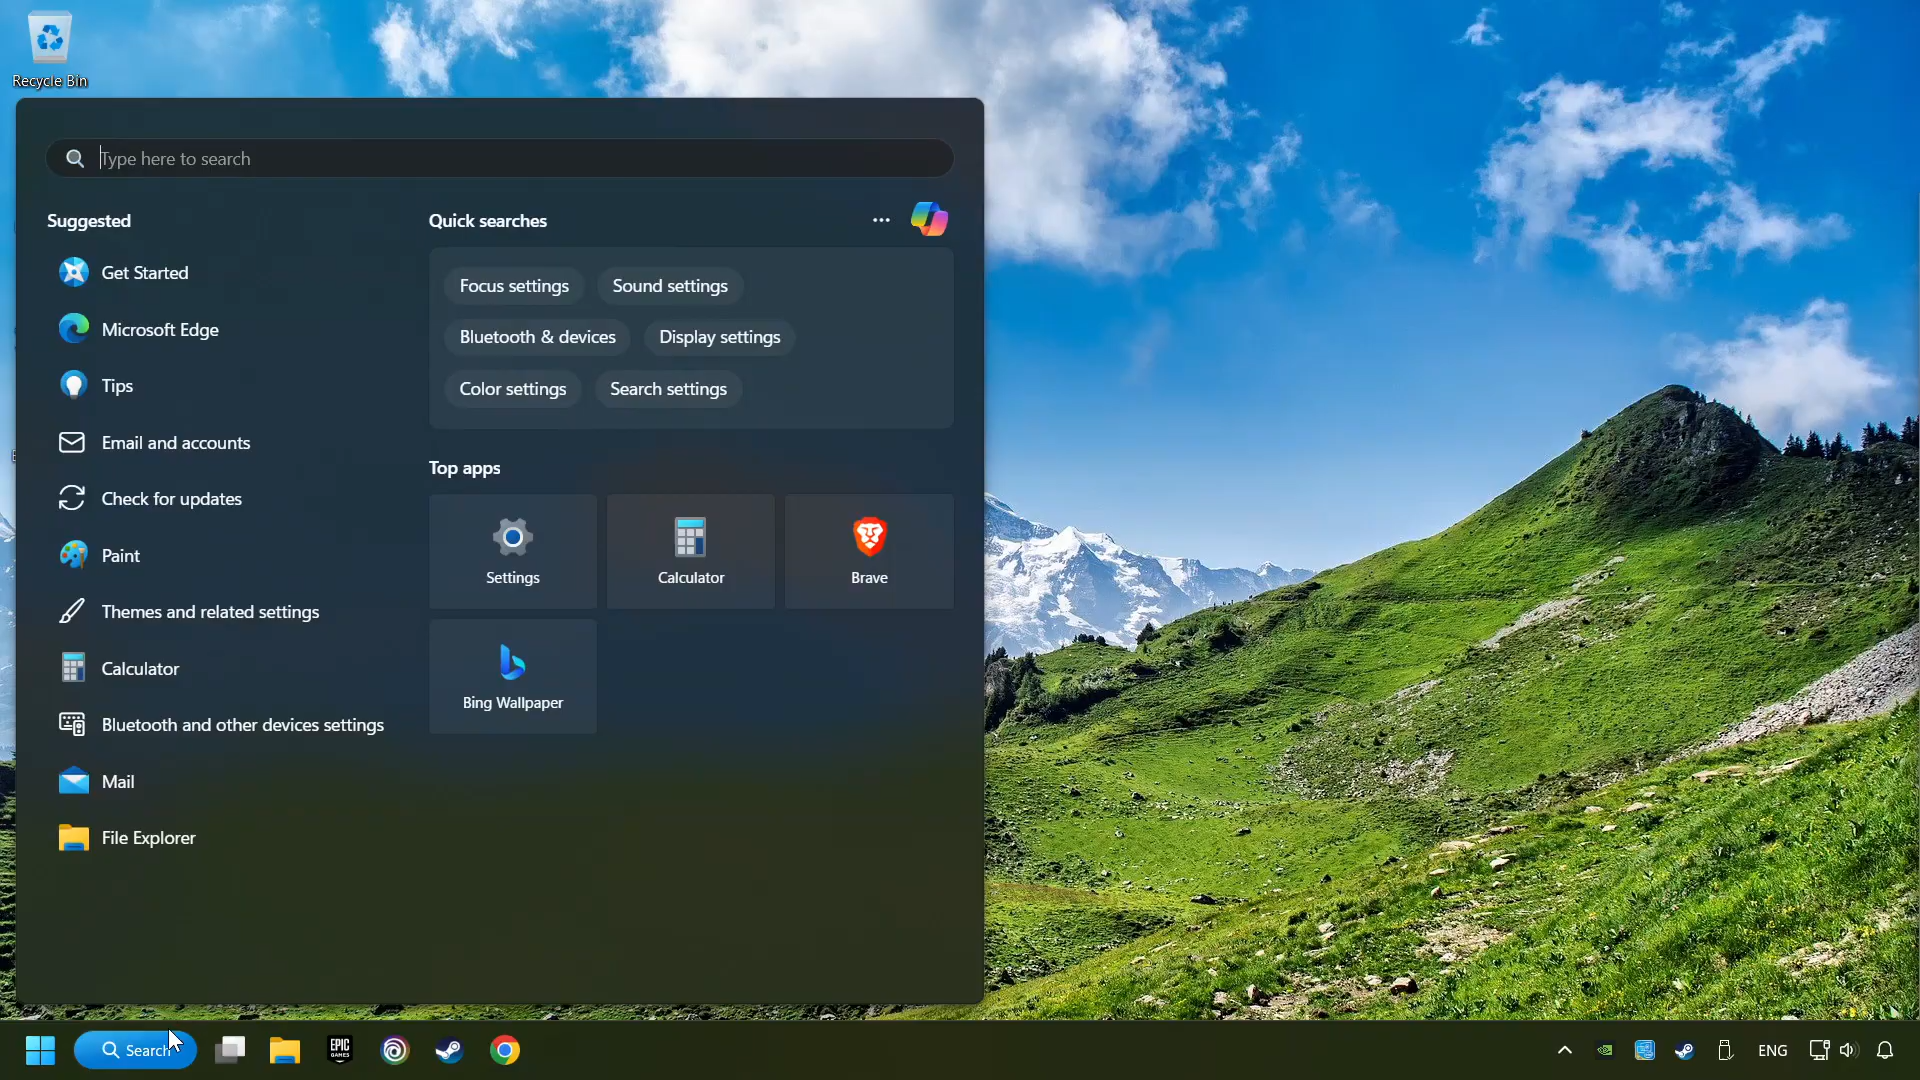 Recycle Bin
Type here to search
Suggested
Get Started
Microsoft Edge
Tips
Email and accounts
Check for updates
Paint
Themes and related settings
Calculator
Bluetooth and other devices settings
Mail
File Explorer
Quick searches
Focus settings
Sound settings
Bluetooth & devices
Display settings
Color settings
Search settings
Top apps
Settings
Calculator
Brave
Bing Wallpaper
Search
EPIC
GAMES
ENG